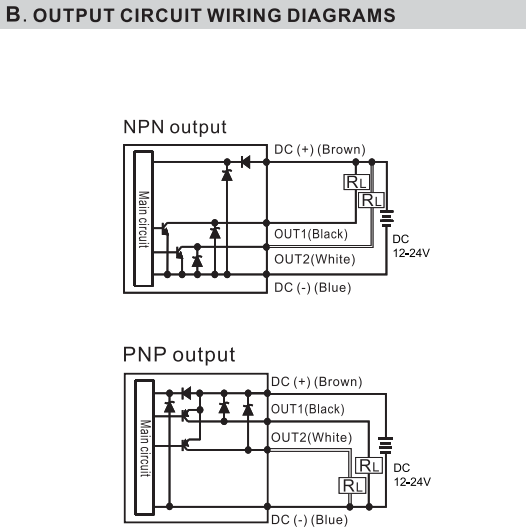 B. OUTPUT CIRCUIT WIRING DIAGRAMS
NPN output
DC (+) (Brown)
RL
RL
Main circuit
OUT1(Black)
DC
12-24V
OUT2(White)
DC (-) (Blue)
PNP output
DC (+) (Brown)
OUT1(Black)
Main circuit
OUT2(White)
RL
DC
12-24V
RL
DC (-) (Blue)